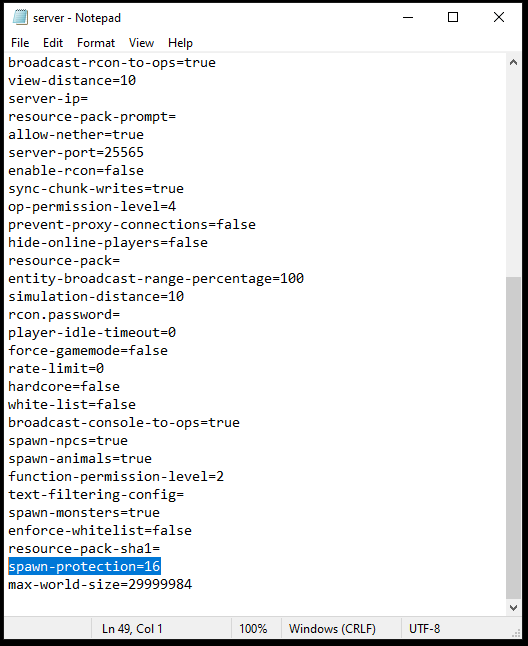 server - Notepad
File Edit Format View Help
broadcast-rcon-to-ops=true
view-distance=10
server-ip=
resource-pack-prompt=
allow-nether=true
server-port=25565
enable-rcon=false
sync-chunk-writes=true
op-permission-level=4
prevent-proxy-connections=false
hide-online-players=false
resource-pack=
entity-broadcast-range-percentage=100
simulation-distance=10
rcon.password=
player-idle-timeout=0
force-gamemode=false
rate-limit=0
hardcore=false
white-list=false
broadcast-console-to-ops=true
spawn-npcs=true
spawn-animals=true
function-permission-level=2
text-filtering-config=
spawn-monsters=true
enforce-whitelist=false
resource-pack-sha1=
spawn-protection=16
max-world-size=29999984
Ln 49, Col 1 100% Windows (CRLF) UTF-8